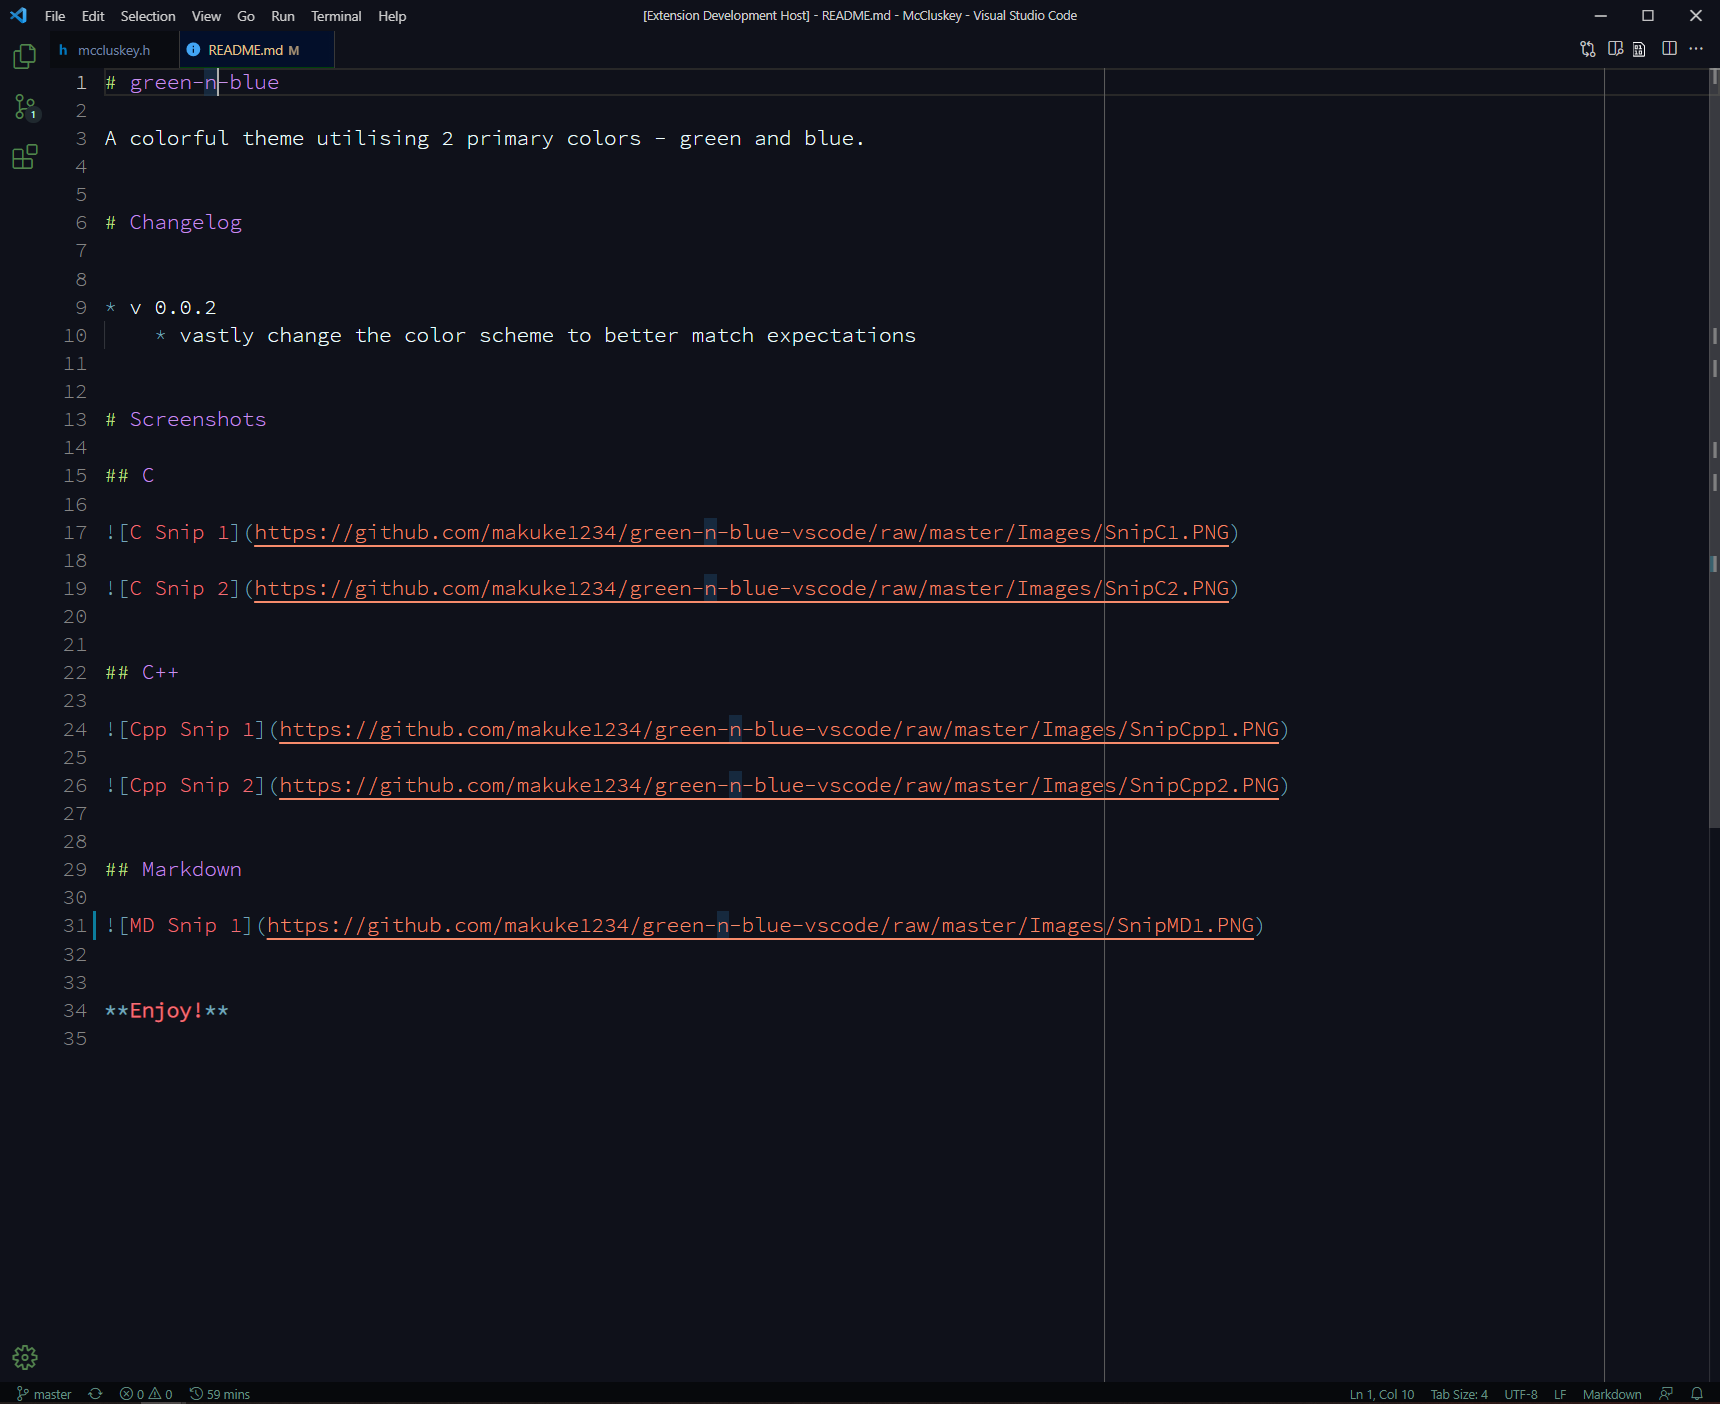 File Edit Selection View Go Run Terminal Help [Extension Development Host] - README.md - McCluskey - Visual Studio Code
h mccluskey.h README.md M
1 # green-n-blue
2
3 A colorful theme utilising 2 primary colors - green and blue.
4
5
6 # Changelog
7
8
9 * v 0.0.2
10 * vastly change the color scheme to better match expectations
11
12
13 # Screenshots
14
15 ## C
16
17 ![C Snip 1](https://github.com/makuke1234/green-n-blue-vscode/raw/master/Images/SnipC1.PNG)
18
19 ![C Snip 2](https://github.com/makuke1234/green-n-blue-vscode/raw/master/Images/SnipC2.PNG)
20
21
22 ## C++
23
24 ![Cpp Snip 1](https://github.com/makuke1234/green-n-blue-vscode/raw/master/Images/SnipCpp1.PNG)
25
26 ![Cpp Snip 2](https://github.com/makuke1234/green-n-blue-vscode/raw/master/Images/SnipCpp2.PNG)
27
28
29 ## Markdown
30
31 ![MD Snip 1](https://github.com/makuke1234/green-n-blue-vscode/raw/master/Images/SnipMD1.PNG)
32
33
34 **Enjoy!**
35
1
master 0 0 59 mins Ln 1, Col 10 Tab Size: 4 UTF-8 LF Markdown